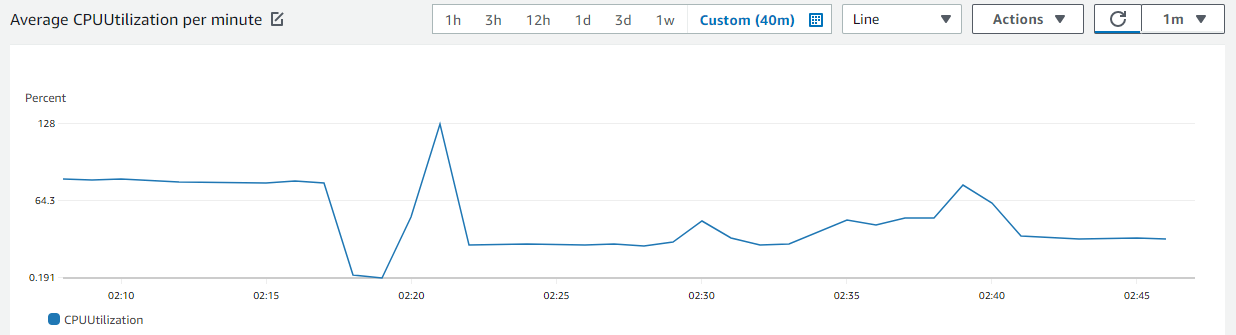 Average CPUUtilization per minute
1h 3h 12h 1d 3d 1w Custom (40m) Line Actions 1m
Percent
128
64.3
0.191
02:10 02:15 02:20 02:25 02:30 02:35 02:40 02:45
CPUUtilization